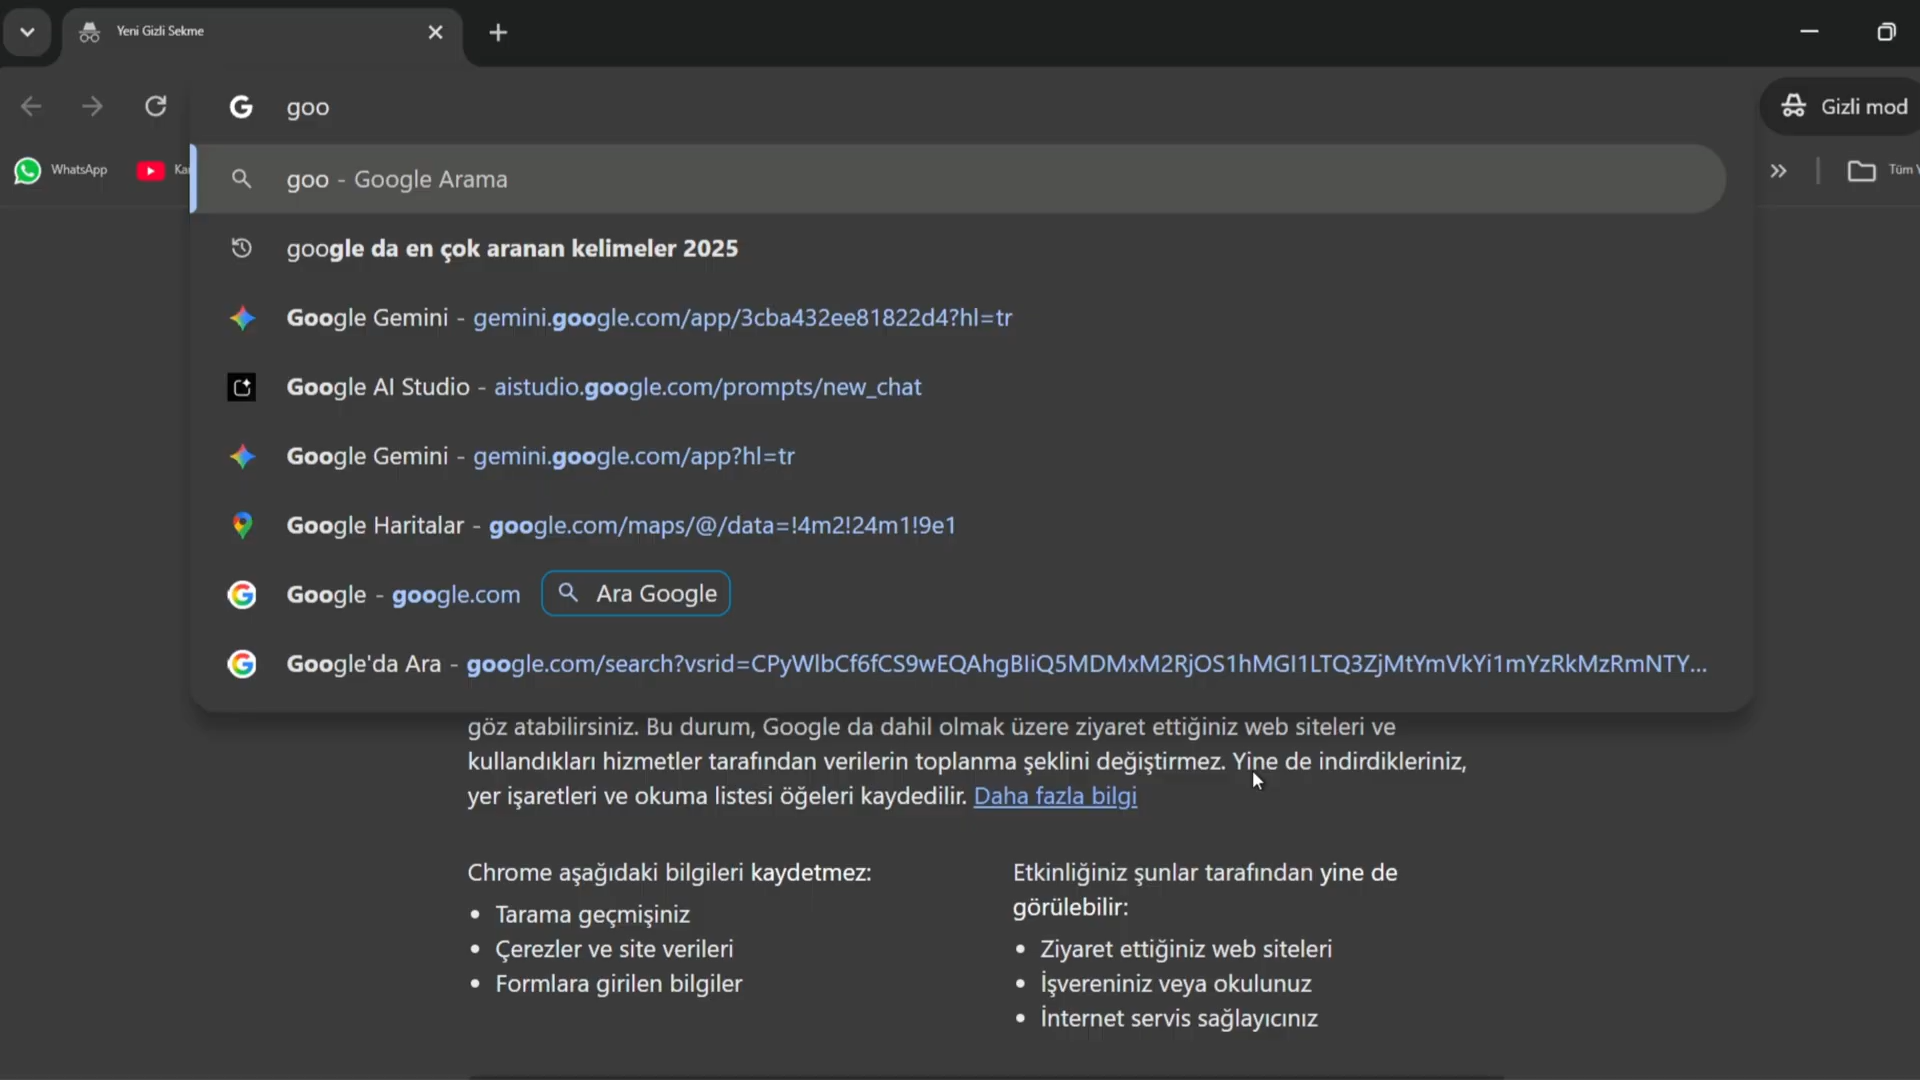 Yeni Gizli Sekme
goo
Gizli mod
WhatsApp
goo - Google Arama
Tüm
google da en çok aranan kelimeler 2025
Google Gemini - gemini.google.com/app/3cba432ee81822d4?hl=tr
Google AI Studio - aistudio.google.com/prompts/new_chat
Google Gemini - gemini.google.com/app?hl=tr
Google Haritalar - google.com/maps/@/data=!4m2!24m1!9e1
Google - google.com Ara Google
Google'da Ara - google.com/search?vsrid=CPyWlbCf6fCS9wEQAhgBIiQ5MDMxM2RjOS1hMGI1LTQ3ZjMtYmVkYi1mYzRkMzRmNTY...
göz atabilirsiniz. Bu durum, Google da dahil olmak üzere ziyaret ettiğiniz web siteleri ve
kullandıkları hizmetler tarafından verilerin toplanma şeklini değiştirmez. Yine de indirdikleriniz,
yer işaretleri ve okuma listesi öğeleri kaydedilir. Daha fazla bilgi
Chrome aşağıdaki bilgileri kaydetmez:
• Tarama geçmişiniz
• Çerezler ve site verileri
• Formlara girilen bilgiler
Etkinliğiniz şunlar tarafından yine de
görülebilir:
• Ziyaret ettiğiniz web siteleri
• İşvereniniz veya okulunuz
• İnternet servis sağlayıcınız